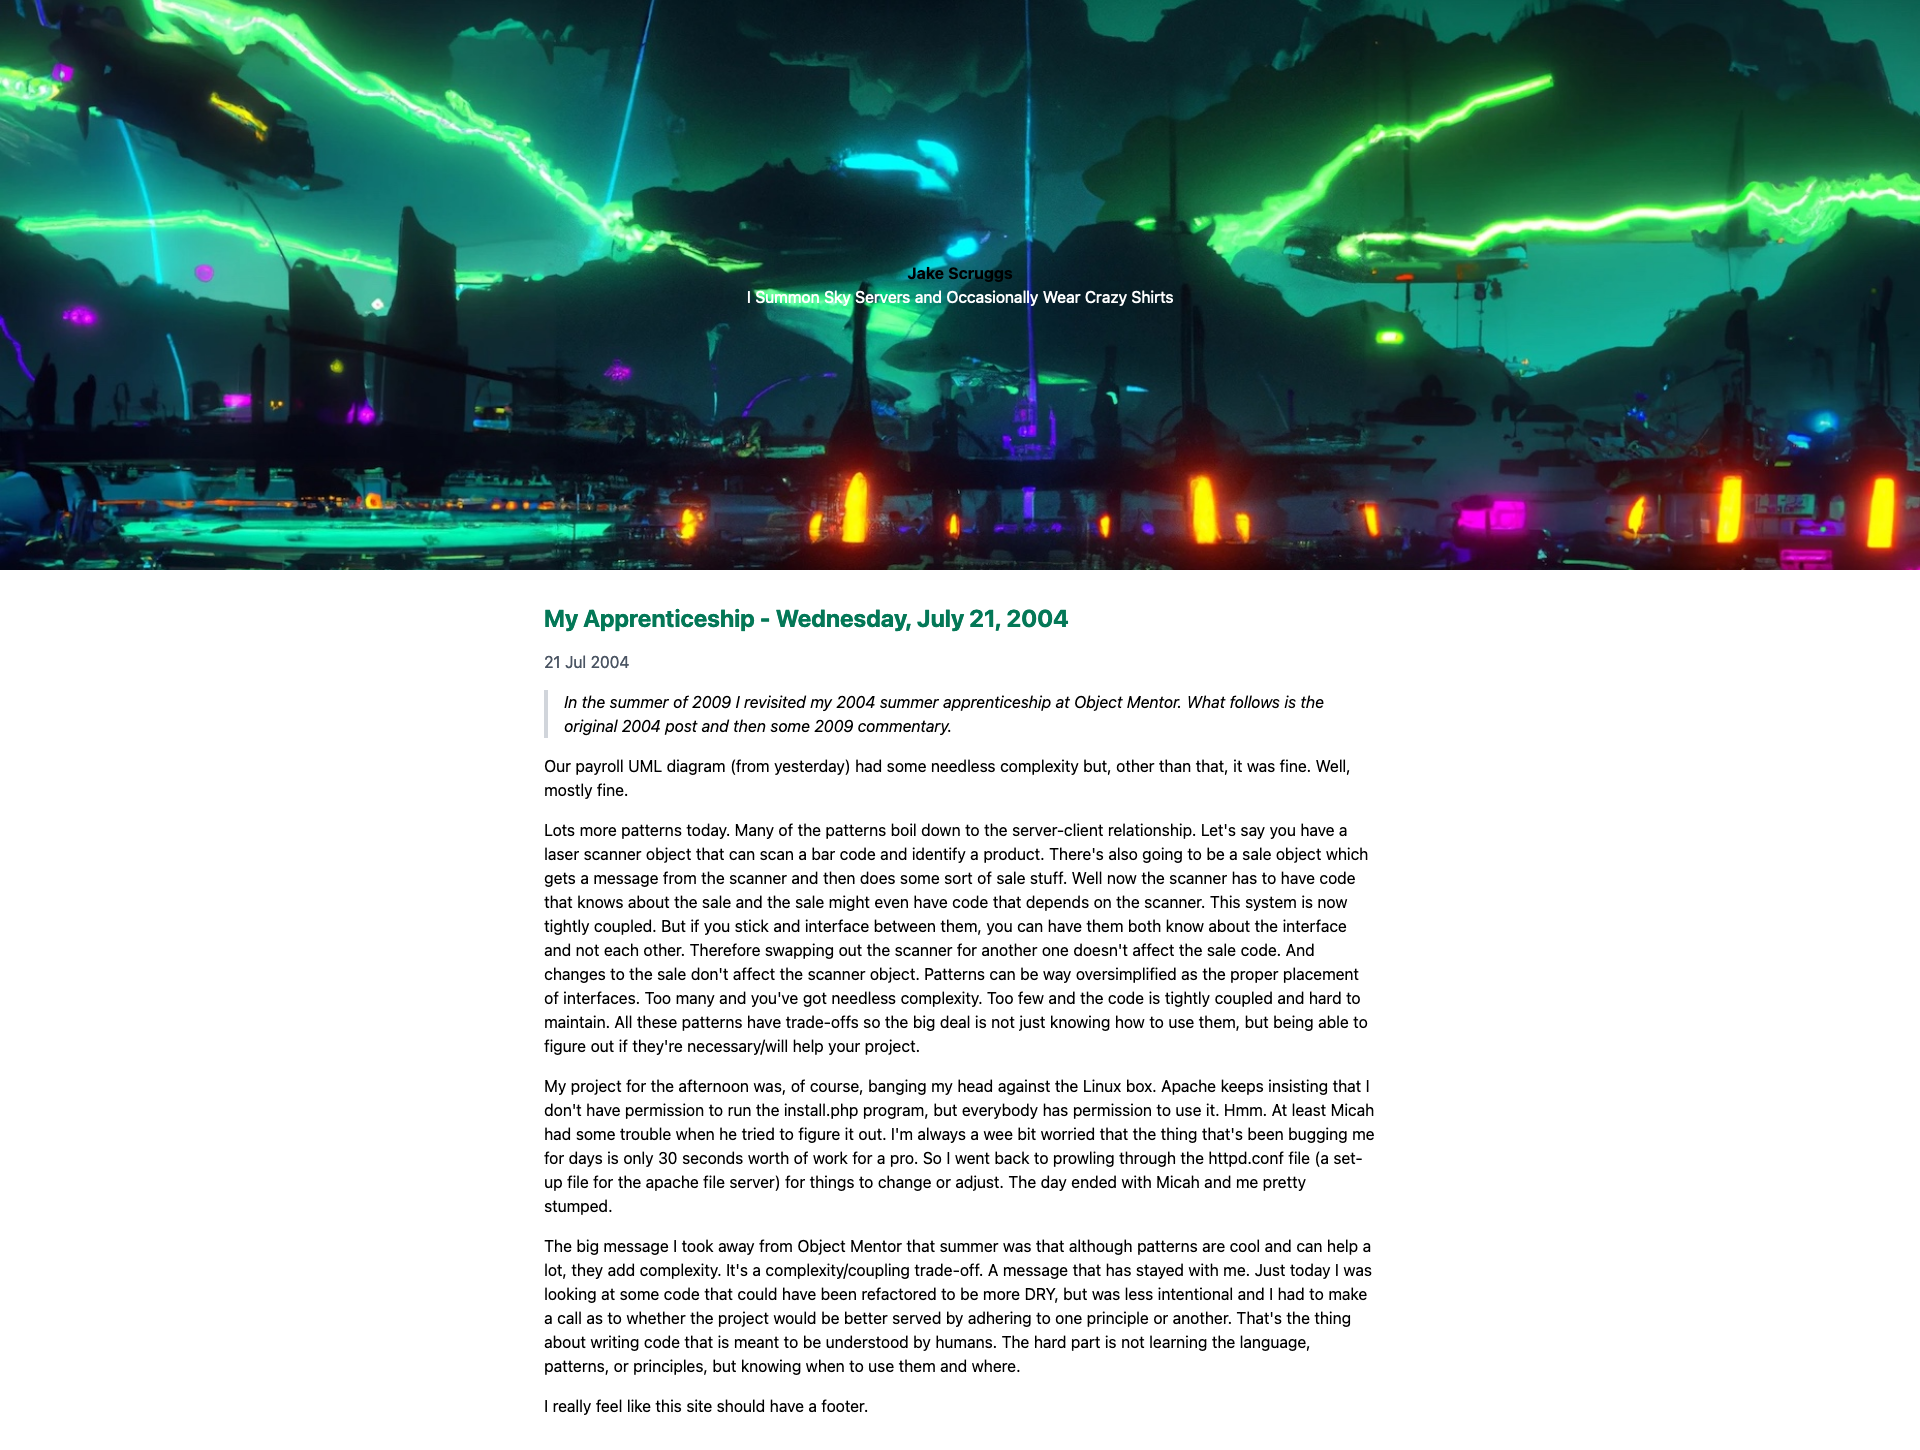 Jake Scruggs
I Summon Sky Servers and Occasionally Wear Crazy Shirts
My Apprenticeship - Wednesday, July 21, 2004
21 Jul 2004
In the summer of 2009 I revisited my 2004 summer apprenticeship at Object Mentor. What follows is the
original 2004 post and then some 2009 commentary.
Our payroll UML diagram (from yesterday) had some needless complexity but, other than that, it was fine. Well,
mostly fine.
Lots more patterns today. Many of the patterns boil down to the server-client relationship. Let's say you have a
laser scanner object that can scan a bar code and identify a product. There's also going to be a sale object which
gets a message from the scanner and then does some sort of sale stuff. Well now the scanner has to have code
that knows about the sale and the sale might even have code that depends on the scanner. This system is now
tightly coupled. But if you stick and interface between them, you can have them both know about the interface
and not each other. Therefore swapping out the scanner for another one doesn't affect the sale code. And
changes to the sale don't affect the scanner object. Patterns can be way oversimplified as the proper placement
of interfaces. Too many and you've got needless complexity. Too few and the code is tightly coupled and hard to
maintain. All these patterns have trade-offs so the big deal is not just knowing how to use them, but being able to
figure out if they're necessary/will help your project.
My project for the afternoon was, of course, banging my head against the Linux box. Apache keeps insisting that I
don't have permission to run the install.php program, but everybody has permission to use it. Hmm. At least Micah
had some trouble when he tried to figure it out. I'm always a wee bit worried that the thing that's been bugging me
for days is only 30 seconds worth of work for a pro. So I went back to prowling through the httpd.conf file (a set-
up file for the apache file server) for things to change or adjust. The day ended with Micah and me pretty
stumped.
The big message I took away from Object Mentor that summer was that although patterns are cool and can help a
lot, they add complexity. It's a complexity/coupling trade-off. A message that has stayed with me. Just today I was
looking at some code that could have been refactored to be more DRY, but was less intentional and I had to make
a call as to whether the project would be better served by adhering to one principle or another. That's the thing
about writing code that is meant to be understood by humans. The hard part is not learning the language,
patterns, or principles, but knowing when to use them and where.
I really feel like this site should have a footer.